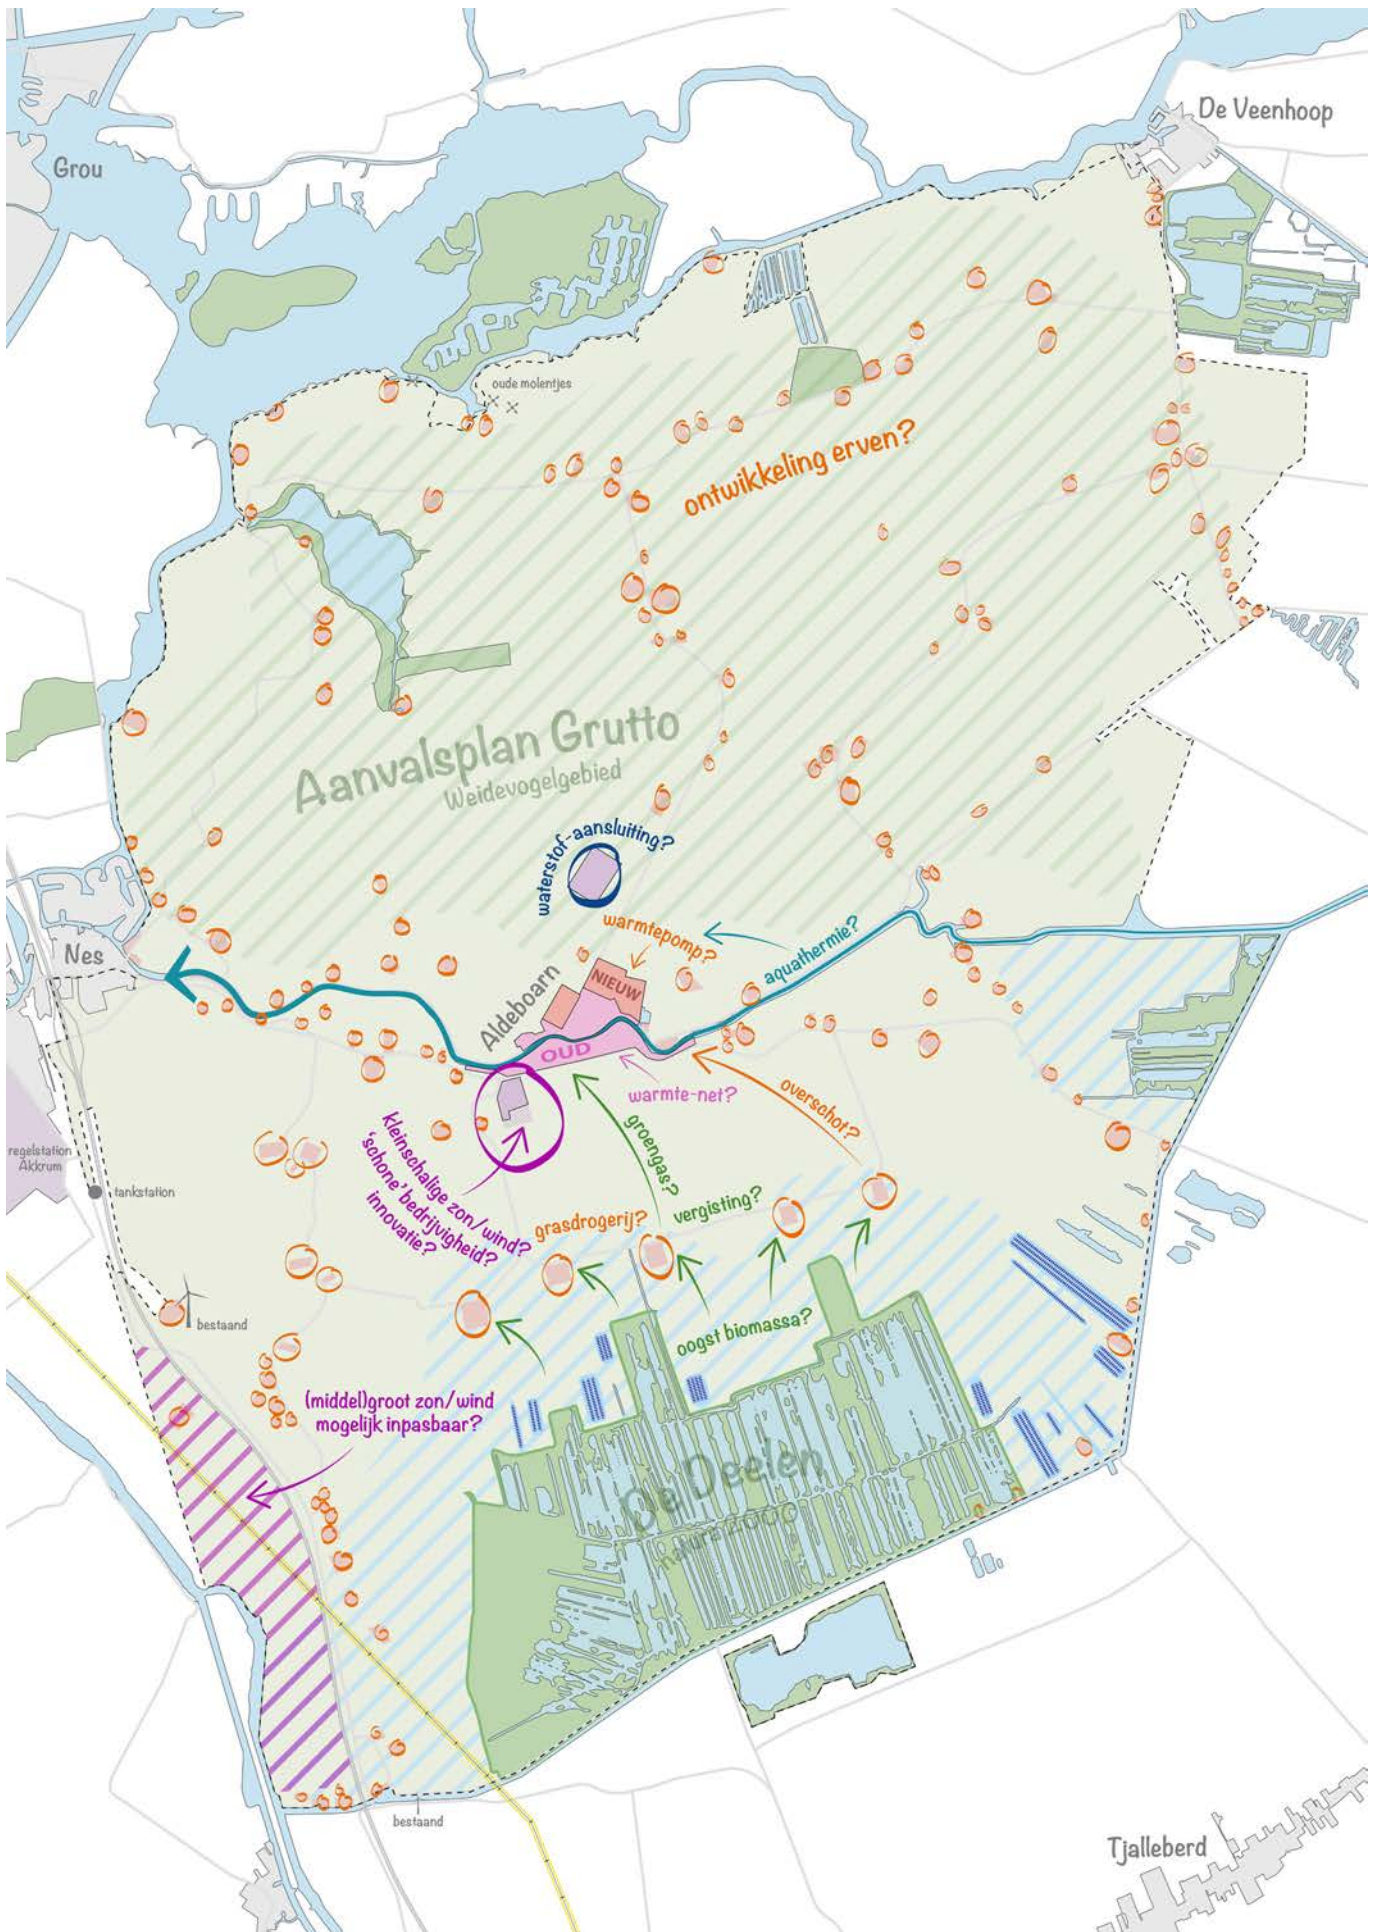 De Veenhoop
Grou
oude molentjes
ontwikkeling erven?
Aanvalsplan Grutto
Weidevogelgebied
waterstof-aansluiting?
warmtepomp?
aquathermie?
Nes
NIEUW
Aldeboarn
OUD
warmte-net?
overschot?
groengas?
kleinschalige zon/wind?
'schone' bedrijvigheid?
innovatie?
regelstation
Akkrum
tankstation
vergisting?
grasdrogerij?
bestaand
oogst biomassa?
(middel)groot zon/wind
mogelijk inpasbaar?
De Deelen
natura 2000
bestaand
Tjalleberd